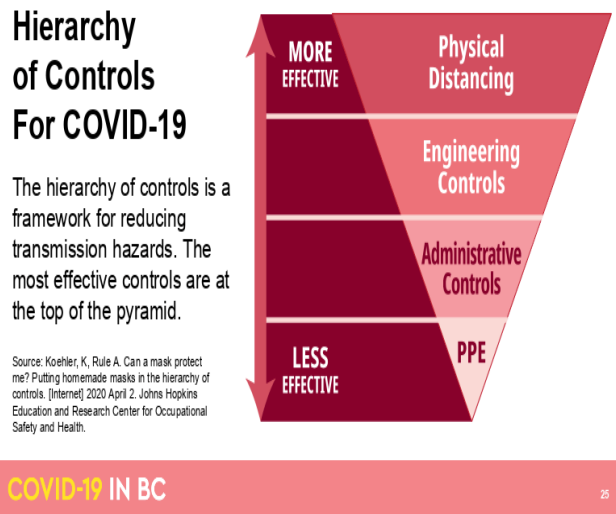 Hierarchy
of Controls
For COVID-19
The hierarchy of controls is a
framework for reducing
transmission hazards. The
most effective controls are at
the top of the pyramid.
Source: Koehler, K, Rule A. Can a mask protect
me? Putting homemade masks in the hierarchy of
controls. [Internet] 2020 April 2. Johns Hopkins
Education and Research Center for Occupational
Safety and Health.
MORE
EFFECTIVE
Physical
Distancing
Engineering
Controls
Administrative
Controls
LESS
EFFECTIVE
PPE
COVID-19 IN BC
25